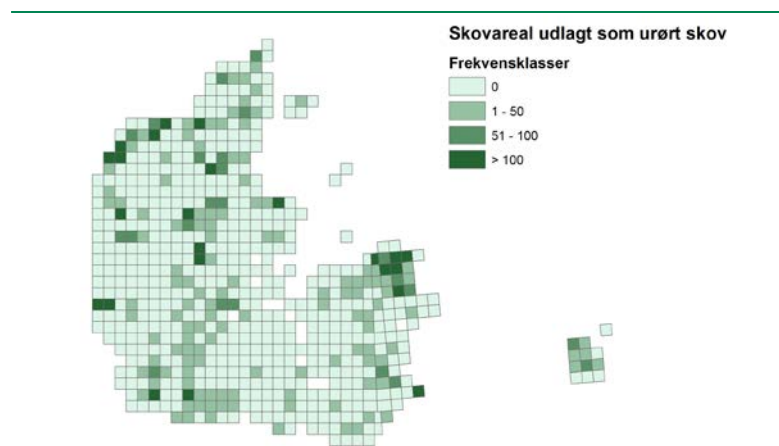 Skovareal udlagt som urørt skov
Frekvensklasser
0
1 - 50
51 - 100
> 100